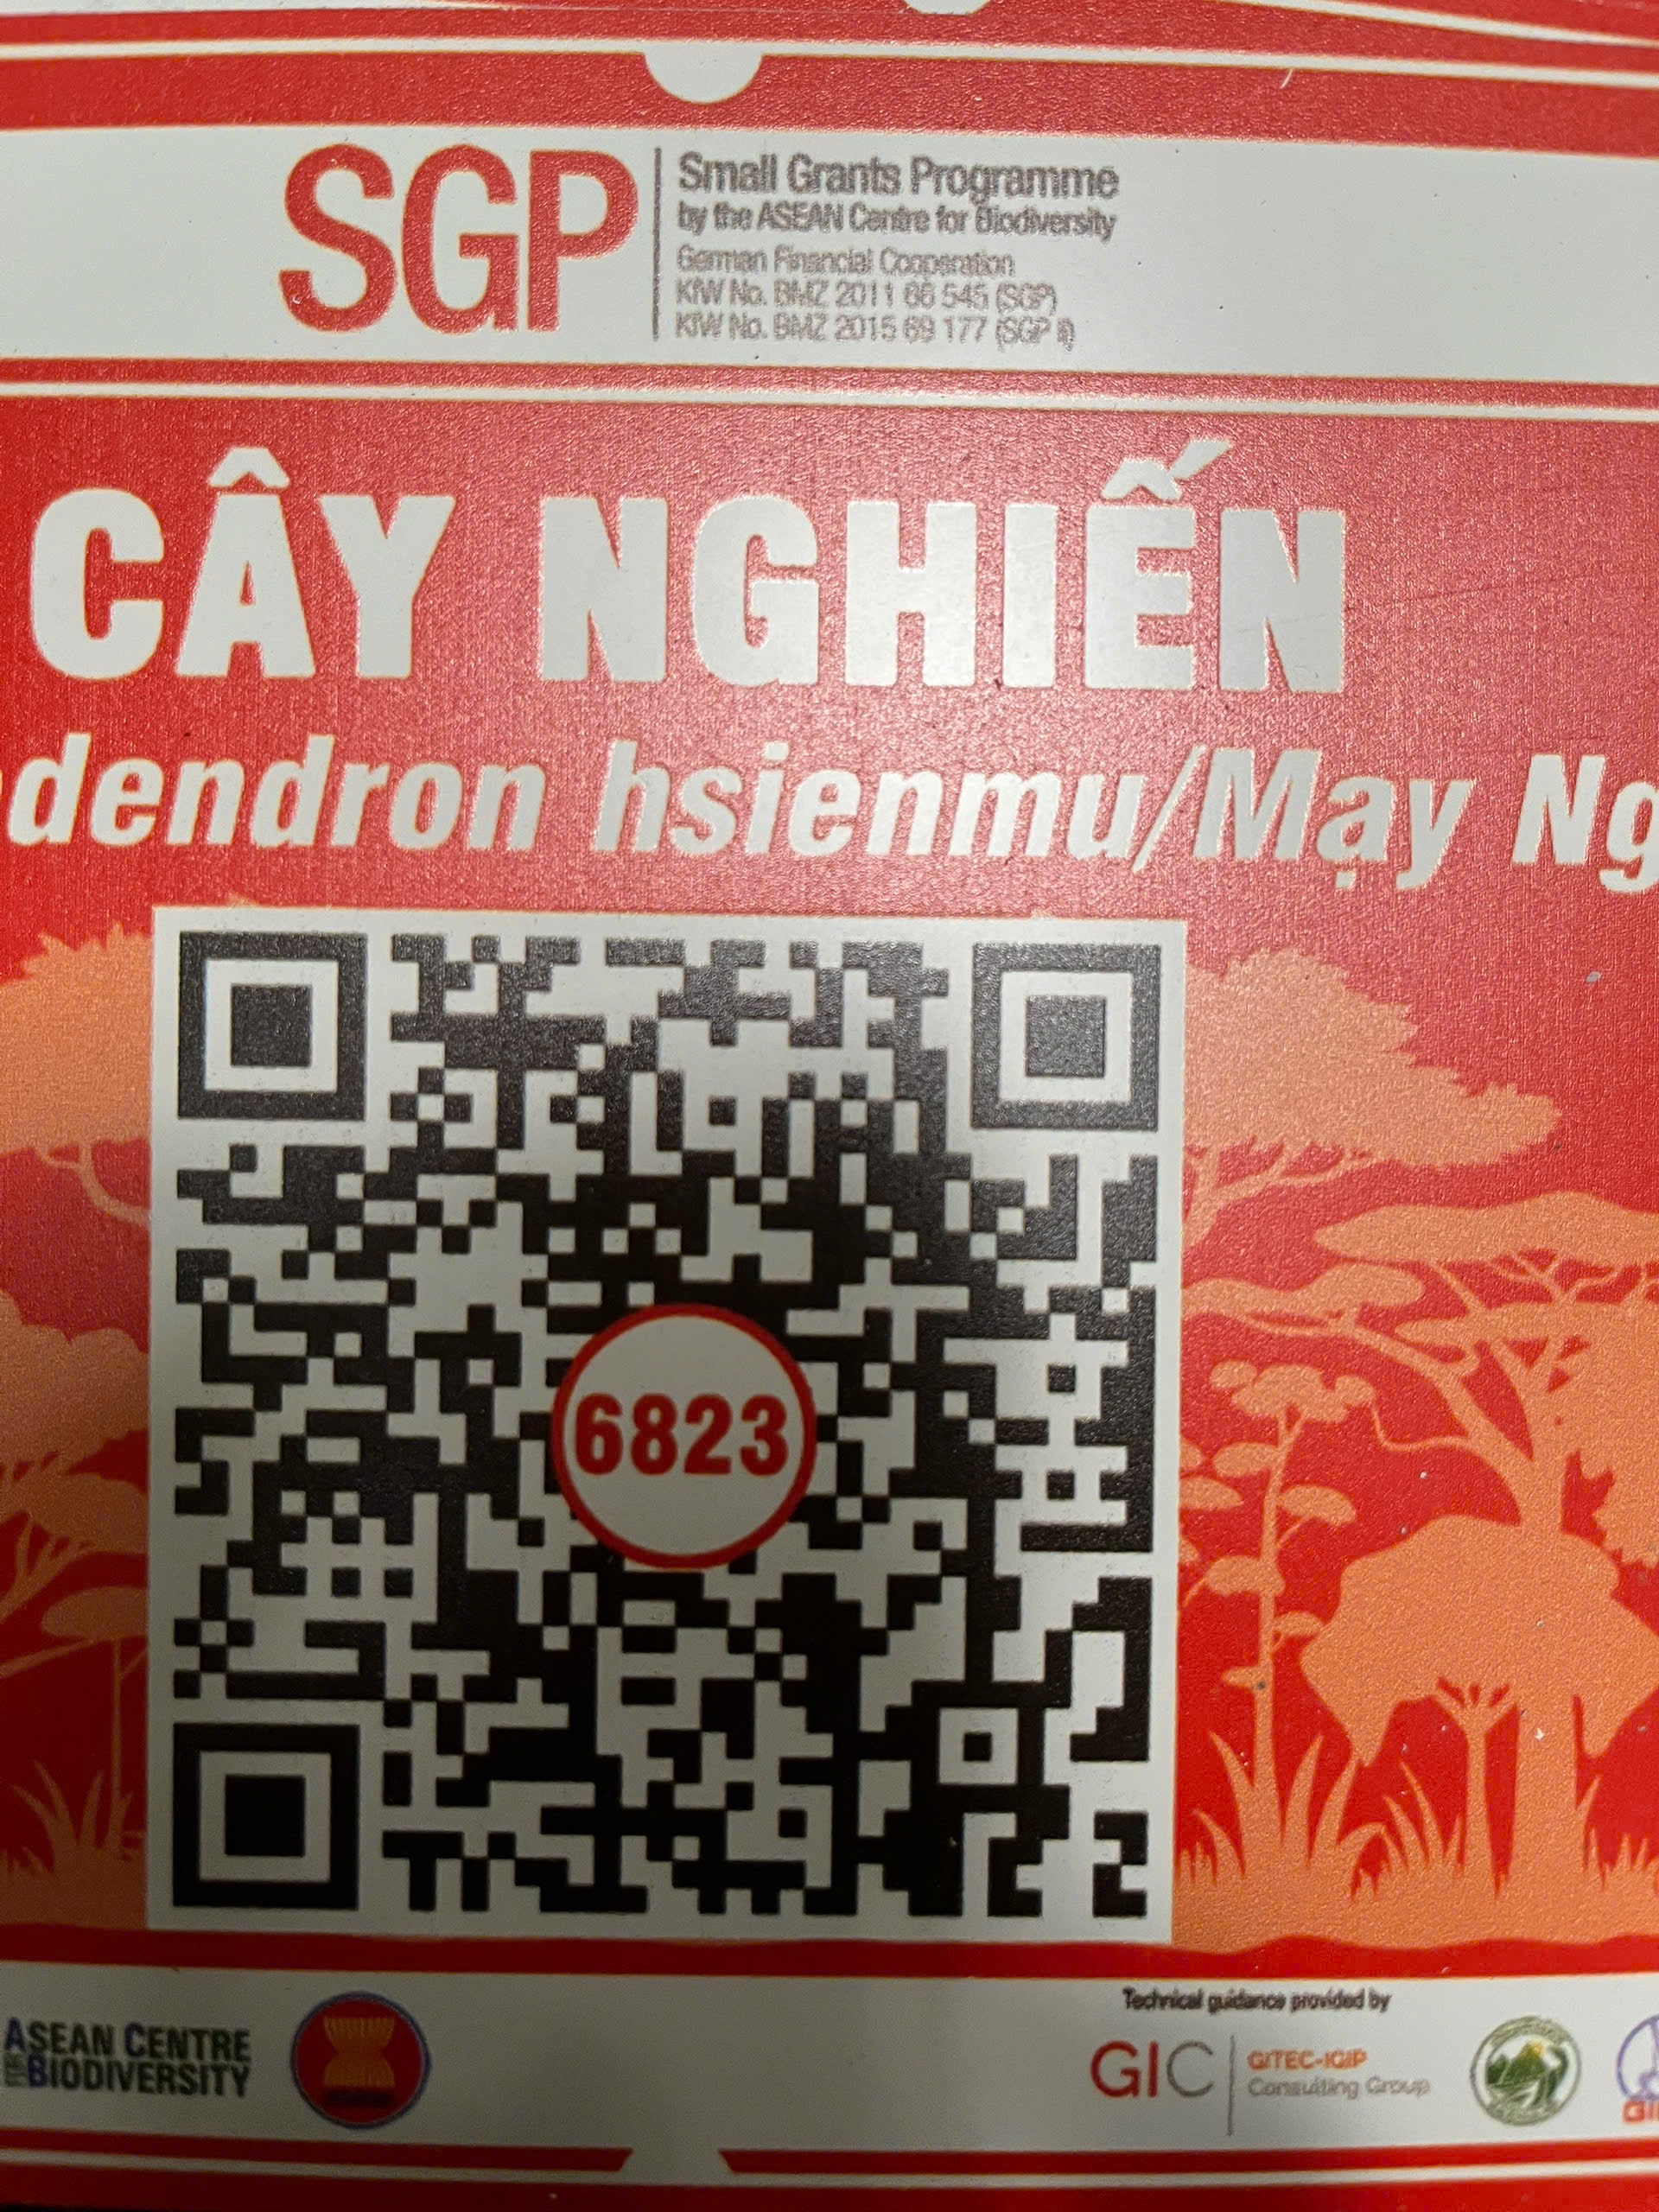 SGP
Small Grants Programme
by the ASEAN Centre for Biodiversity
German Financial Cooperation
KfW No. BMZ 2011 66 545 (SGP)
KfW No. BMZ 2015 69 177 (SGP II)
CÂY NGHIẾN
dendron hsienmu/Mạy Ng
6823
ASEAN CENTRE
FOR BIODIVERSITY
Technical guidance provided by
GIC
GITEC-IGIP
Consulting Group